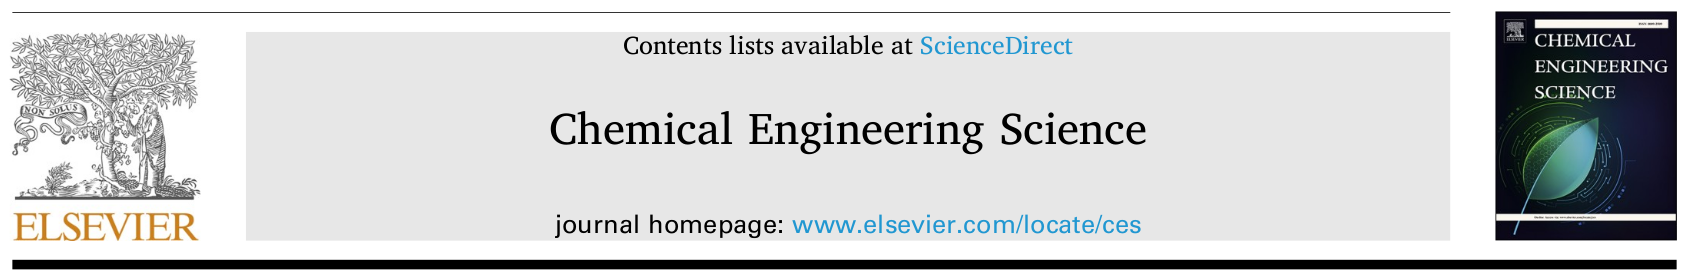 NON SOLUS
ELSEVIER
Contents lists available at ScienceDirect
Chemical Engineering Science
journal homepage: www.elsevier.com/locate/ces
CHEMICAL
ENGINEERING
SCIENCE